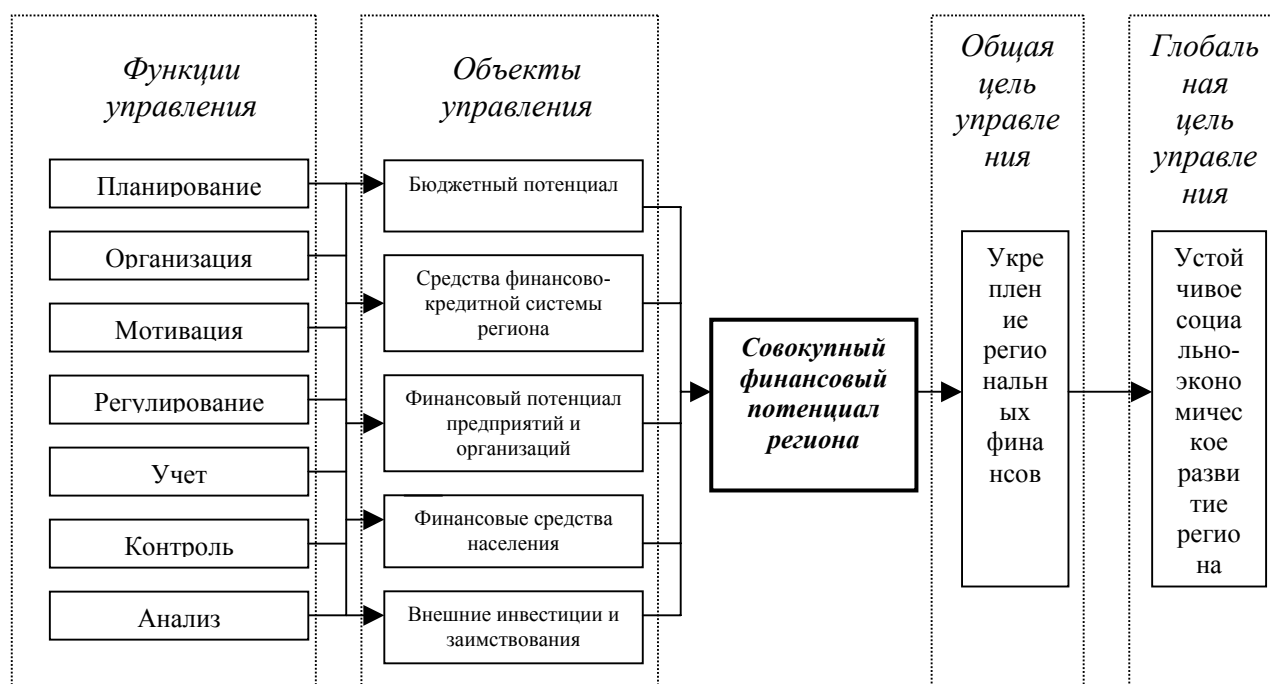 Функции
управления
Планирование
Организация
Мотивация
Регулирование
Учет
Контроль
Анализ
Объекты
управления
Бюджетный потенциал
Средства финансово-
кредитной системы
региона
Финансовый потенциал
предприятий и
организаций
Финансовые средства
населения
Внешние инвестиции и
заимствования
Совокупный
финансовый
потенциал
региона
Общая
цель
управле
ния
Укре
плен
ие
регио
нальн
ых
фина
нсов
Глобаль
ная
цель
управле
ния
Устой
чивое
социа
льно-
эконо
мичес
кое
разви
тие
регио
на